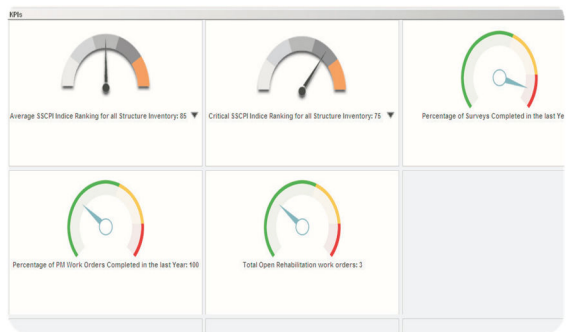 KPIs
Average SSCPI Indice Ranking for all Structure Inventory: 85
Critical SSCPI Indice Ranking for all Structure Inventory: 75
Percentage of Surveys Completed in the last Ye
Percentage of PM Work Orders Completed in the last Year: 100
Total Open Rehabilitation work orders: 3